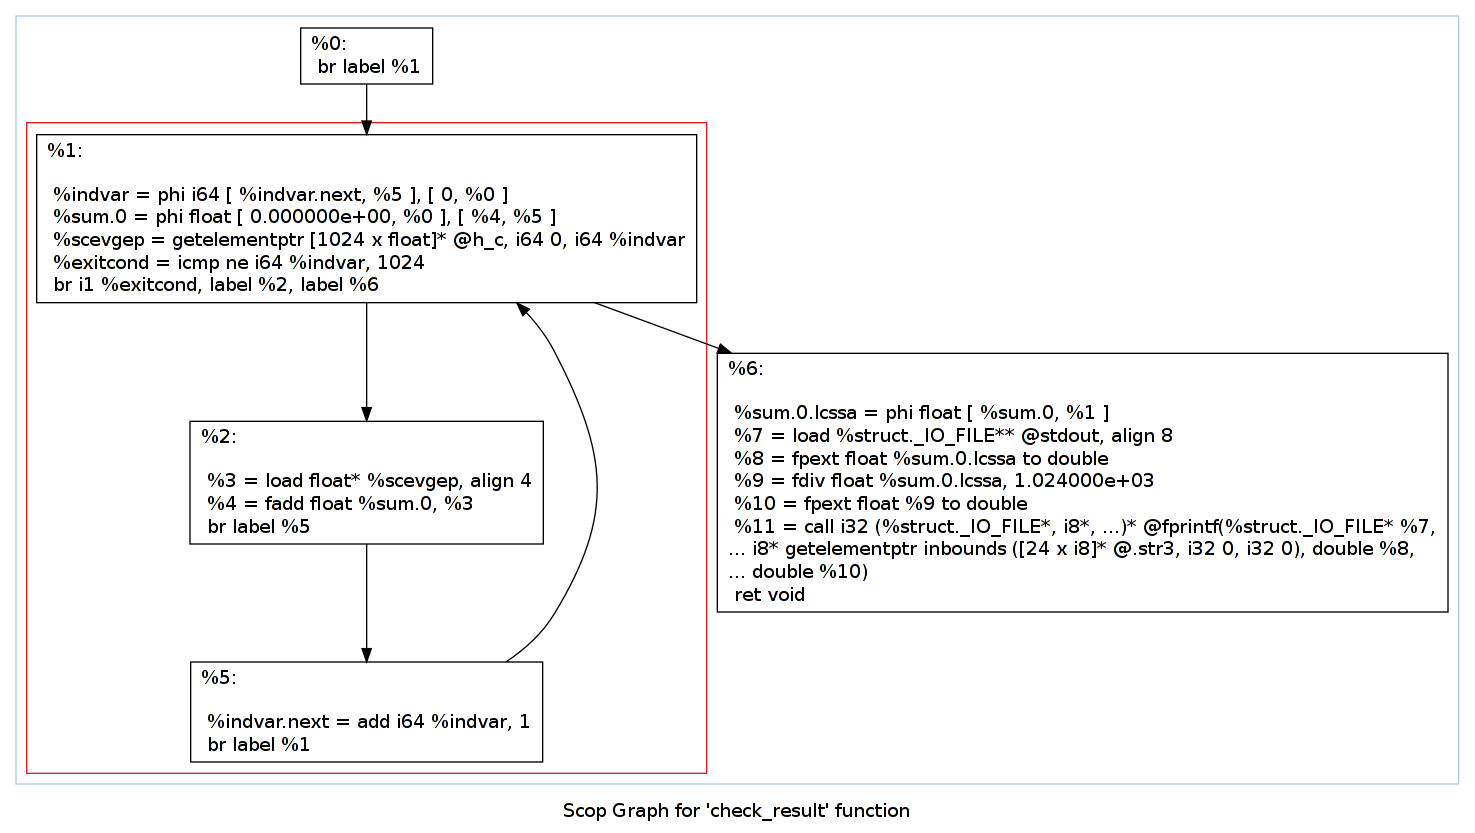 %0:
br label %1
%1:
%indvar = phi i64 [ %indvar.next, %5 ], [ 0, %0 ]
%sum.0 = phi float [ 0.000000e+00, %0 ], [ %4, %5 ]
%scevgep = getelementptr [1024 x float]* @h_c, i64 0, i64 %indvar
%exitcond = icmp ne i64 %indvar, 1024
br i1 %exitcond, label %2, label %6
%2:
%3 = load float* %scevgep, align 4
%4 = fadd float %sum.0, %3
br label %5
%5:
%indvar.next = add i64 %indvar, 1
br label %1
%6:
%sum.0.lcssa = phi float [ %sum.0, %1 ]
%7 = load %struct._IO_FILE** @stdout, align 8
%8 = fpext float %sum.0.lcssa to double
%9 = fdiv float %sum.0.lcssa, 1.024000e+03
%10 = fpext float %9 to double
%11 = call i32 (%struct._IO_FILE*, i8*, ...)* @fprintf(%struct._IO_FILE* %7,
... i8* getelementptr inbounds ([24 x i8]* @.str3, i32 0, i32 0), double %8,
... double %10)
ret void
Scop Graph for 'check_result' function